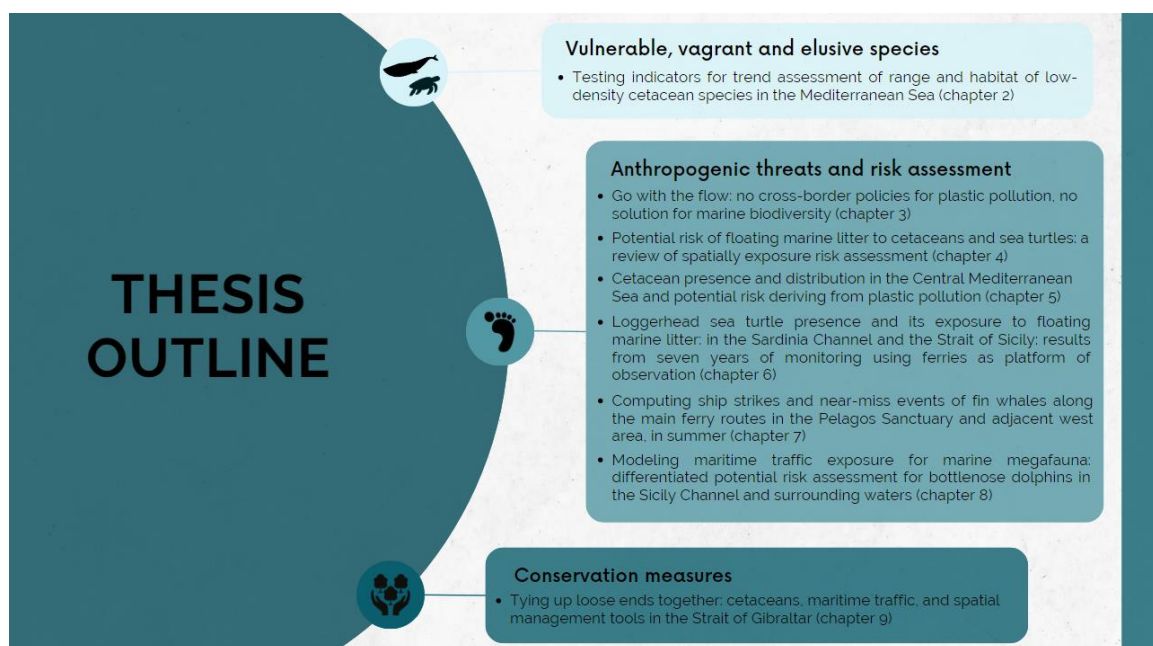 THESIS
OUTLINE
Vulnerable, vagrant and elusive species
• Testing indicators for trend assessment of range and habitat of low-
density cetacean species in the Mediterranean Sea (chapter 2)
Anthropogenic threats and risk assessment
• Go with the flow: no cross-border policies for plastic pollution, no
solution for marine biodiversity (chapter 3)
• Potential risk of floating marine litter to cetaceans and sea turtles: a
review of spatially exposure risk assessment (chapter 4)
• Cetacean presence and distribution in the Central Mediterranean
Sea and potential risk deriving from plastic pollution (chapter 5)
• Loggerhead sea turtle presence and its exposure to floating
marine litter: in the Sardinia Channel and the Strait of Sicily: results
from seven years of monitoring using ferries as platform of
observation (chapter 6)
• Computing ship strikes and near-miss events of fin whales along
the main ferry routes in the Pelagos Sanctuary and adjacent west
area, in summer (chapter 7)
• Modeling maritime traffic exposure for marine megafauna:
differentiated potential risk assessment for bottlenose dolphins in
the Sicily Channel and surrounding waters (chapter 8)
Conservation measures
• Tying up loose ends together: cetaceans, maritime traffic, and spatial
management tools in the Strait of Gibraltar (chapter 9)